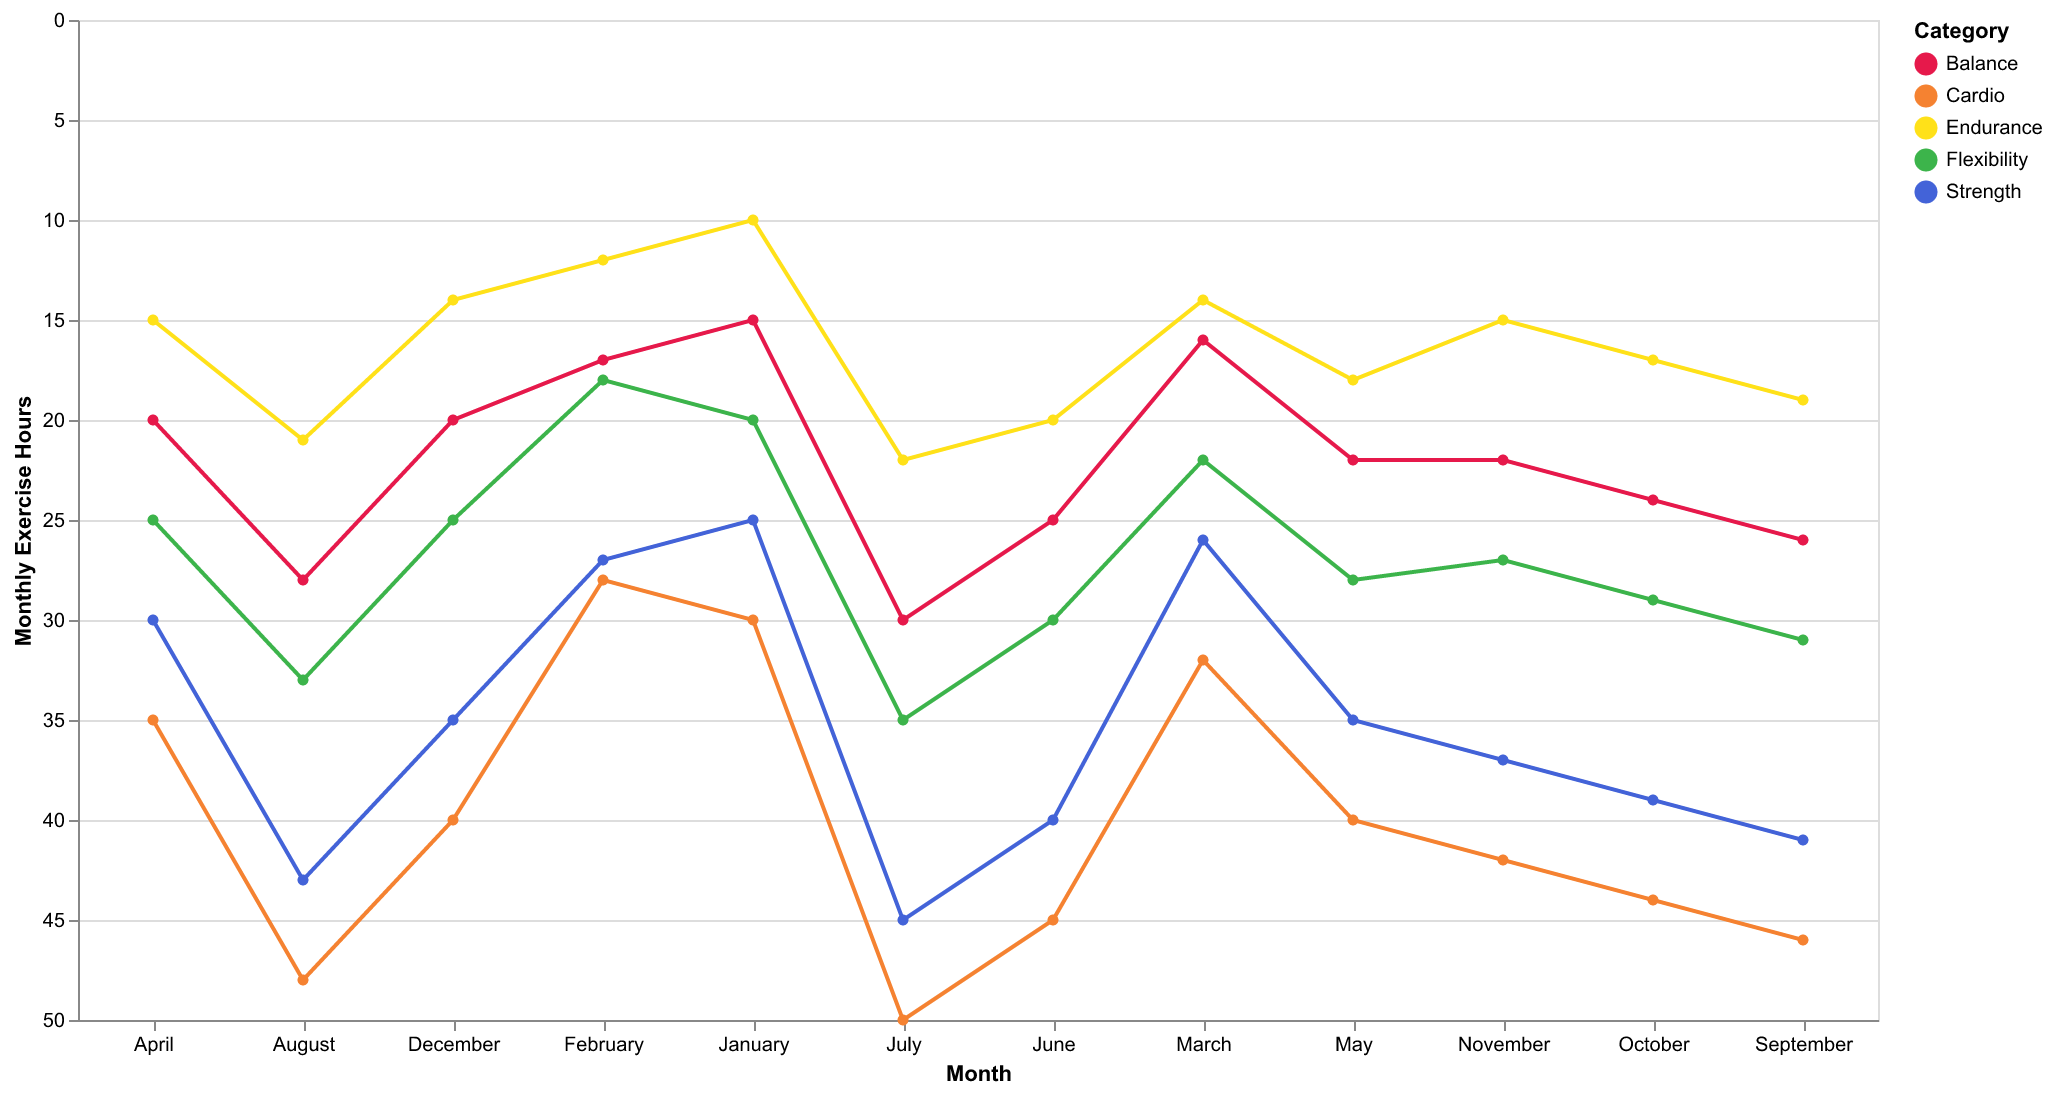 0
5
10
15
20
25
30
35
40
45
50
Monthly Exercise Hours
April August December February January July June March May November October September
Month
Category
Balance
Cardio
Endurance
Flexibility
Strength